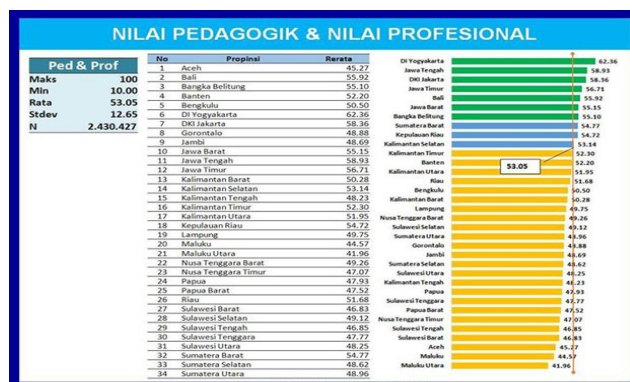 NILAI PEDAGOGIK & NILAI PROFESIONAL
Ped & Prof
Maks 100
Min 10.00
Rata 53.05
Stdev 12.65
N 2.430.427
No Propinsi Rerata
1 Aceh 45.27
2 Bali 55.92
3 Bangka Belitung 55.10
4 Banten 52.20
5 Bengkulu 50.50
6 DI Yogyakarta 62.36
7 DKI Jakarta 58.36
8 Gorontalo 48.88
9 Jambi 48.69
10 Jawa Barat 55.15
11 Jawa Tengah 58.93
12 Jawa Timur 56.71
13 Kalimantan Barat 50.28
14 Kalimantan Selatan 53.14
15 Kalimantan Tengah 48.23
16 Kalimantan Timur 52.30
17 Kalimantan Utara 51.95
18 Kepulauan Riau 54.72
19 Lampung 49.75
20 Maluku 44.57
21 Maluku Utara 41.96
22 Nusa Tenggara Barat 49.26
23 Nusa Tenggara Timur 47.07
24 Papua 47.93
25 Papua Barat 47.52
26 Riau 51.68
27 Sulawesi Barat 46.83
28 Sulawesi Selatan 49.12
29 Sulawesi Tengah 46.85
30 Sulawesi Tenggara 47.77
31 Sulawesi Utara 48.25
32 Sumatera Barat 54.77
33 Sumatera Selatan 48.62
34 Sumatera Utara 48.96
DI Yogyakarta 62.36
Jawa Tengah 58.93
DKI Jakarta 58.36
Jawa Timur 56.71
Bali 55.92
Jawa Barat 55.15
Bangka Belitung 55.10
Sumatera Barat 54.77
Kepulauan Riau 54.72
Kalimantan Selatan 53.14
Kalimantan Timur 52.30
Banten 52.20
53.05
Kalimantan Utara 51.95
Riau 51.68
Bengkulu 50.50
Kalimantan Barat 50.28
Lampung 49.75
Nusa Tenggara Barat 49.26
Sulawesi Selatan 49.12
Sumatera Utara 48.96
Gorontalo 48.88
Jambi 48.69
Sumatera Selatan 48.62
Sulawesi Utara 48.25
Kalimantan Tengah 48.23
Papua 47.93
Sulawesi Tenggara 47.77
Papua Barat 47.52
Nusa Tenggara Timur 47.07
Sulawesi Tengah 46.85
Sulawesi Barat 46.83
Aceh 45.27
Maluku 44.57
Maluku Utara 41.96